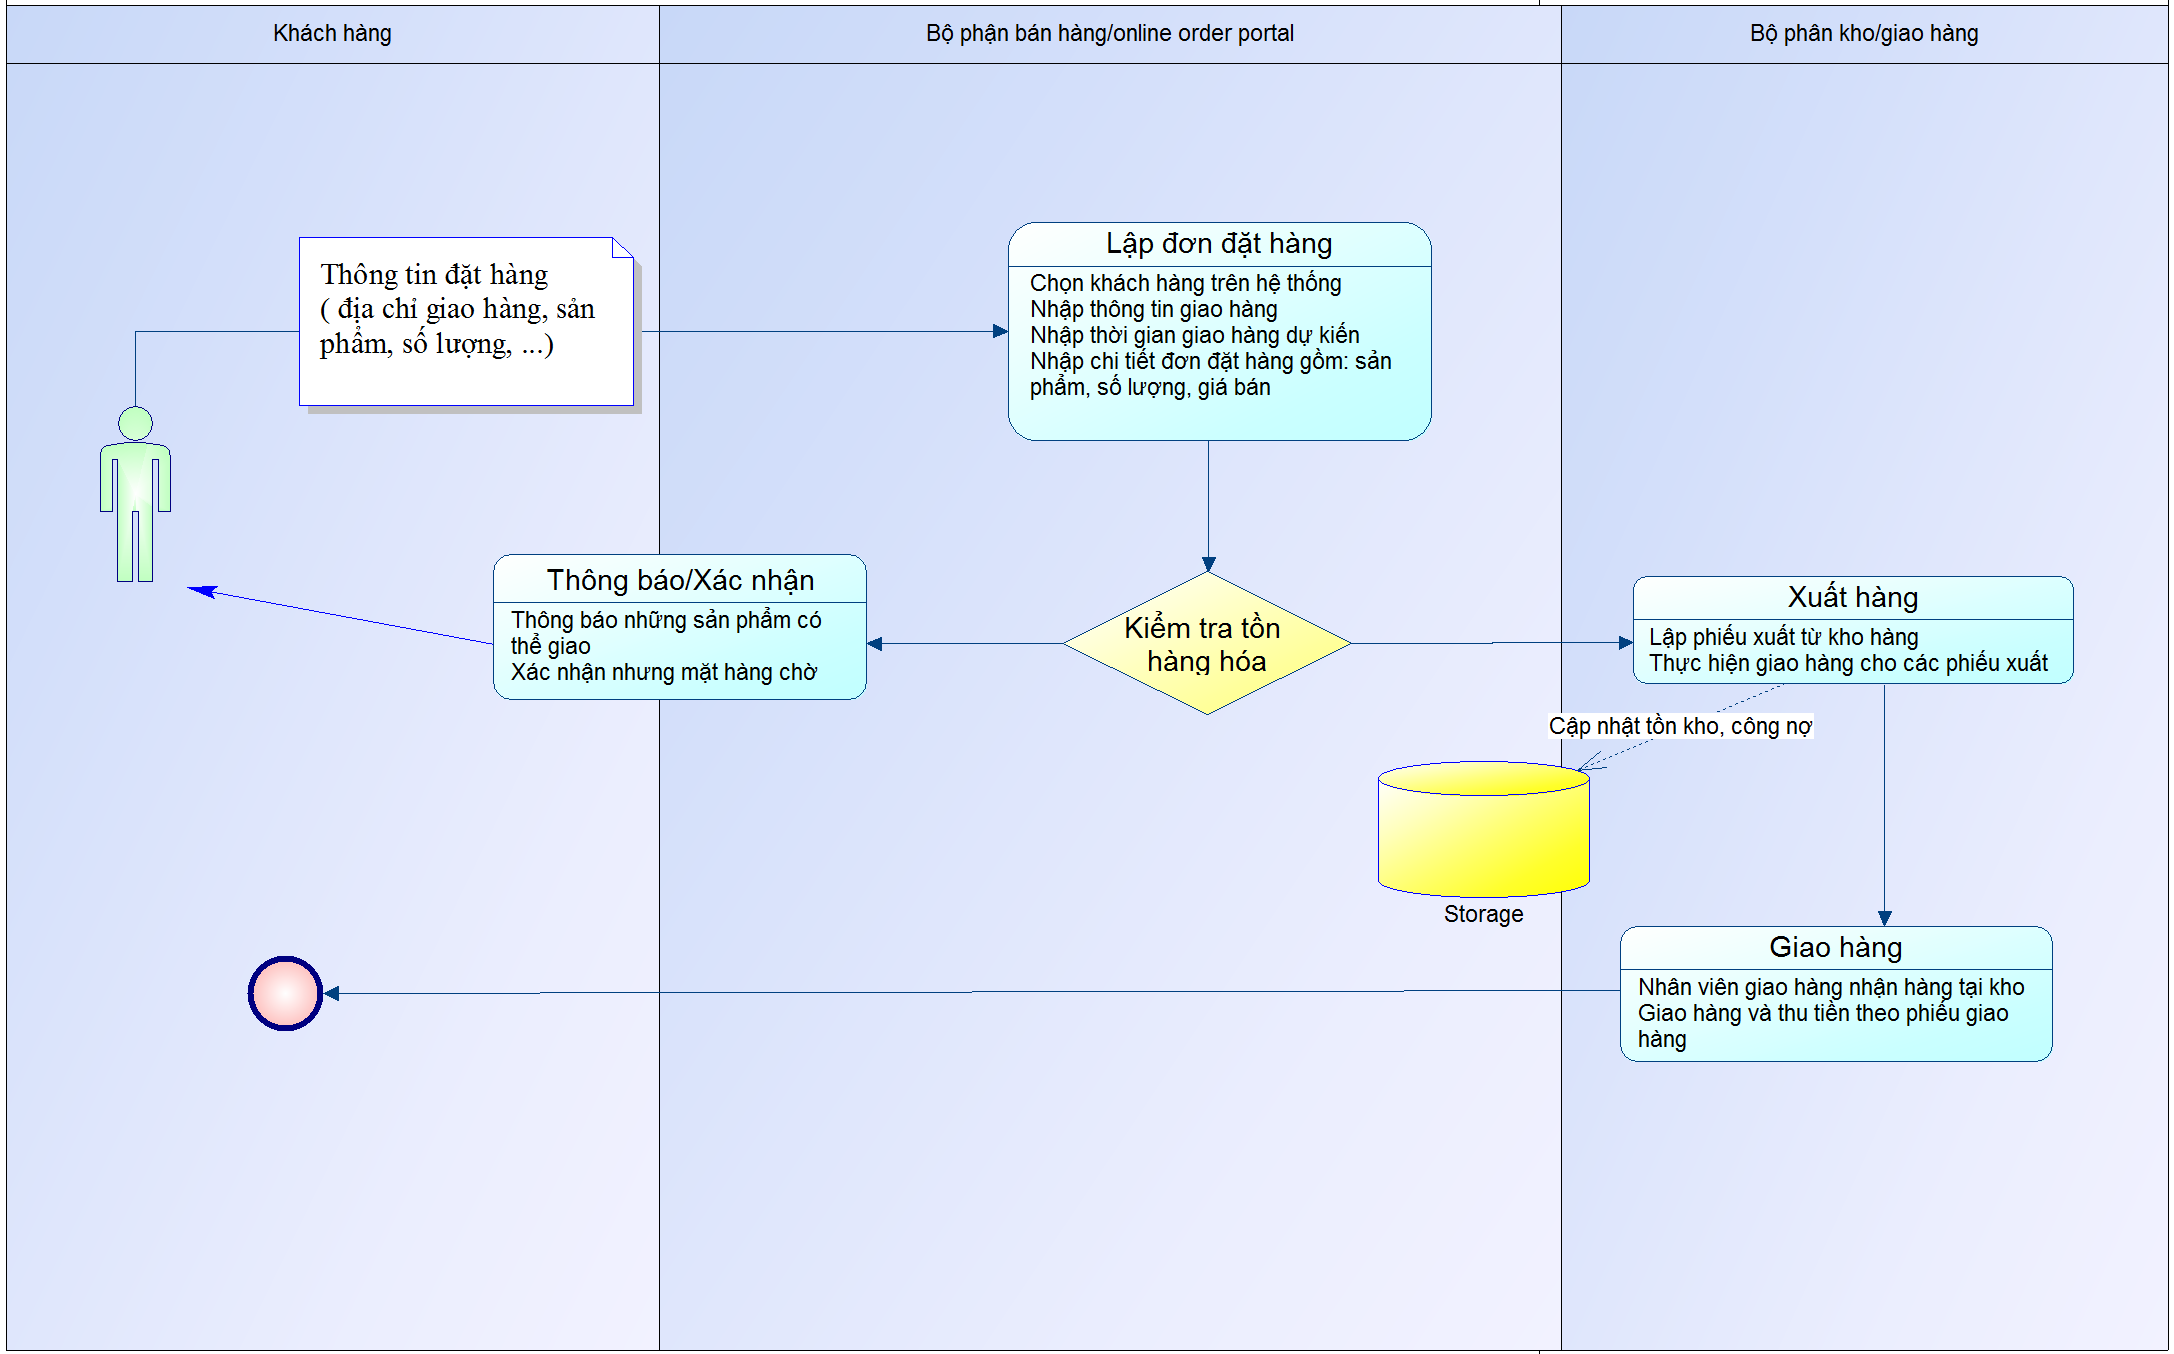 Khách hàng
Bộ phận bán hàng/online order portal
Bộ phân kho/giao hàng
Thông tin đặt hàng
( địa chỉ giao hàng, sản
phẩm, số lượng, ...)
Lập đơn đặt hàng
Chọn khách hàng trên hệ thống
Nhập thông tin giao hàng
Nhập thời gian giao hàng dự kiến
Nhập chi tiết đơn đặt hàng gồm: sản
phẩm, số lượng, giá bán
Thông báo/Xác nhận
Thông báo những sản phẩm có
thể giao
Xác nhận nhưng mặt hàng chờ
Kiểm tra tồn
hàng hóa
Xuất hàng
Lập phiếu xuất từ kho hàng
Thực hiện giao hàng cho các phiếu xuất
Cập nhật tồn kho, công nợ
Storage
Giao hàng
Nhân viên giao hàng nhận hàng tại kho
Giao hàng và thu tiền theo phiếu giao
hàng